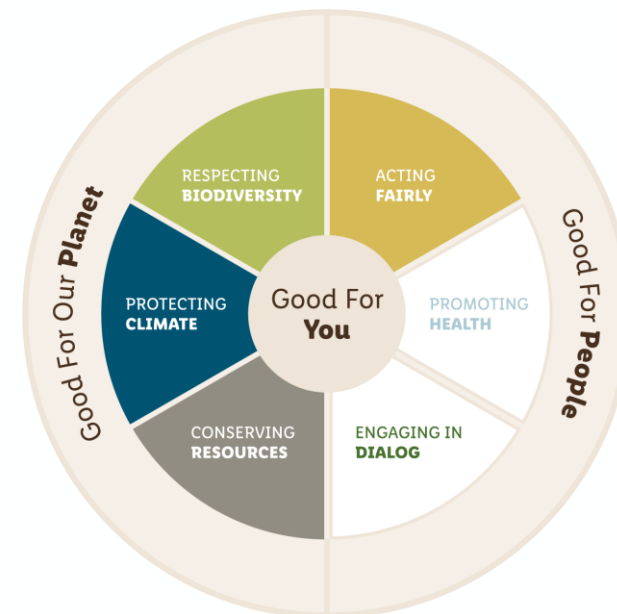 Good For Our Planet
RESPECTING
BIODIVERSITY
ACTING
FAIRLY
PROTECTING
CLIMATE
Good For
You
PROMOTING
HEALTH
CONSERVING
RESOURCES
ENGAGING IN
DIALOG
Good For People